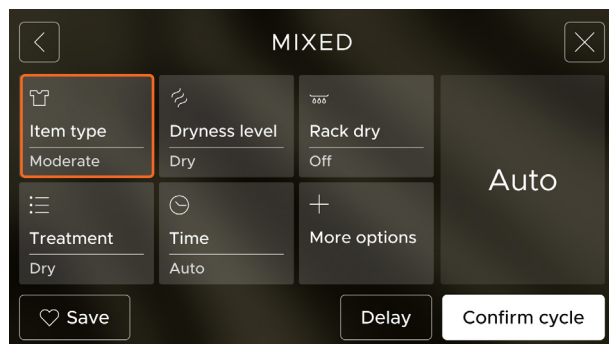 MIXED
Item type
Moderate
Dryness level
Dry
Rack dry
Off
Auto
Treatment
Dry
Time
Auto
More options
Save
Delay
Confirm cycle